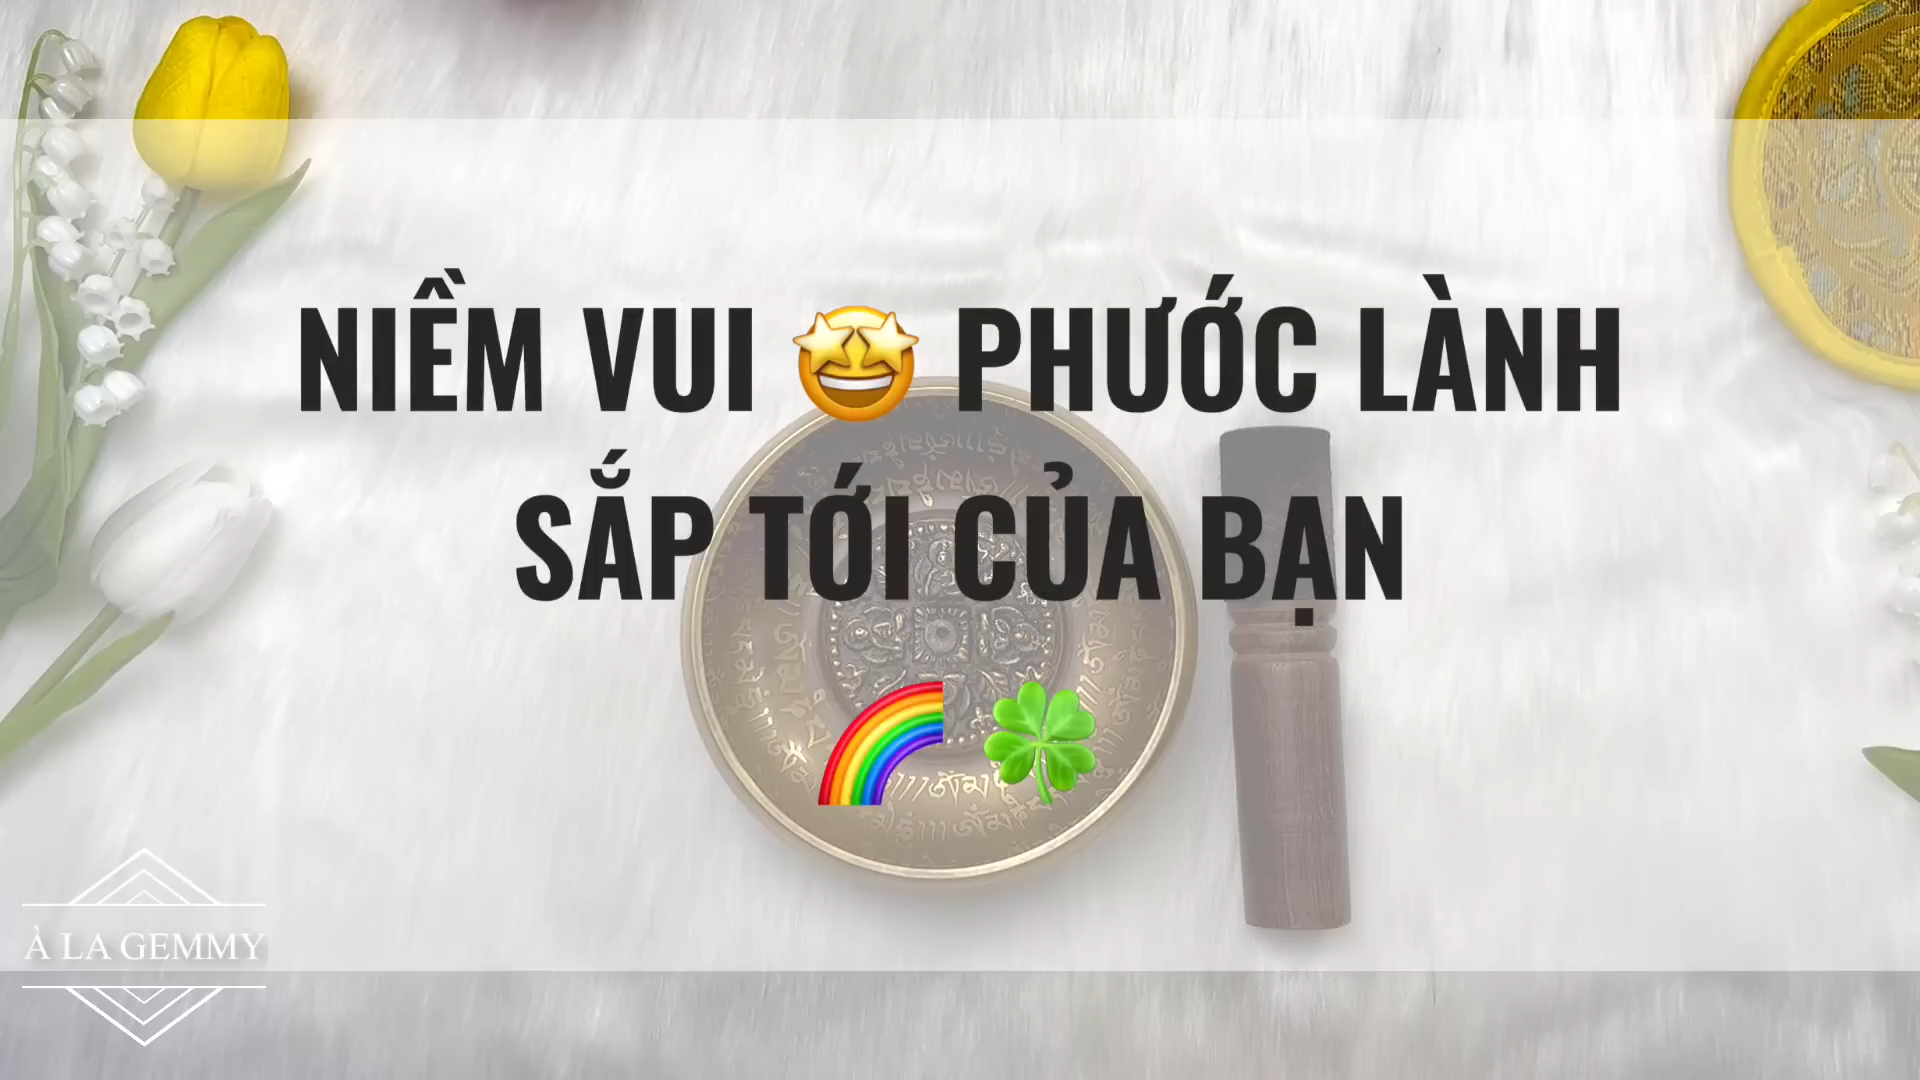 NIỀM VUI 🤩 PHƯỚC LÀNH
SẮP TỚI CỦA BẠN
🌈 🍀
À LA GEMMY